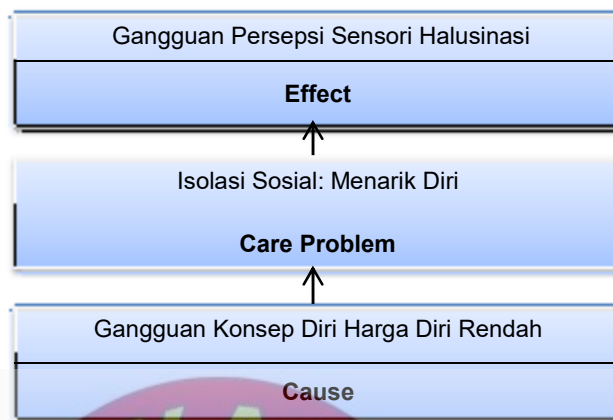 Gangguan Persepsi Sensori Halusinasi
Effect
Isolasi Sosial: Menarik Diri
Care Problem
Gangguan Konsep Diri Harga Diri Rendah
Cause